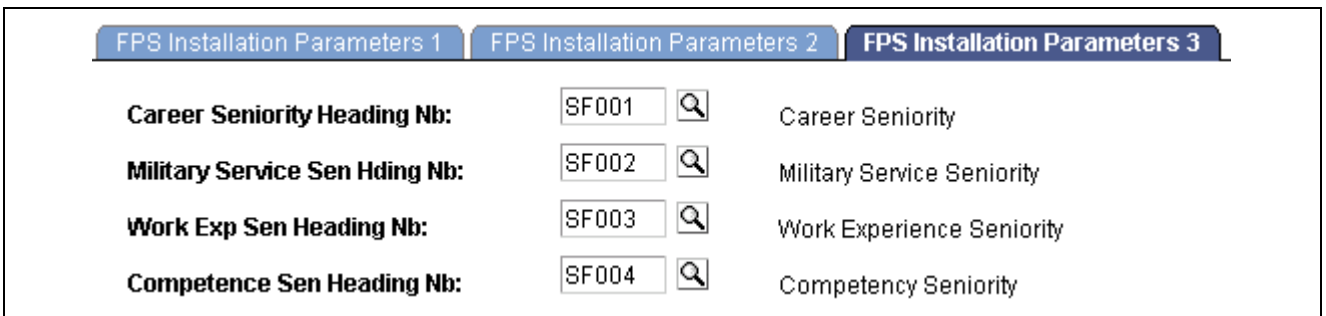 FPS Installation Parameters 1 FPS Installation Parameters 2 FPS Installation Parameters 3
Career Seniority Heading Nb: SF001 Career Seniority
Military Service Sen Hding Nb: SF002 Military Service Seniority
Work Exp Sen Heading Nb: SF003 Work Experience Seniority
Competence Sen Heading Nb: SF004 Competency Seniority